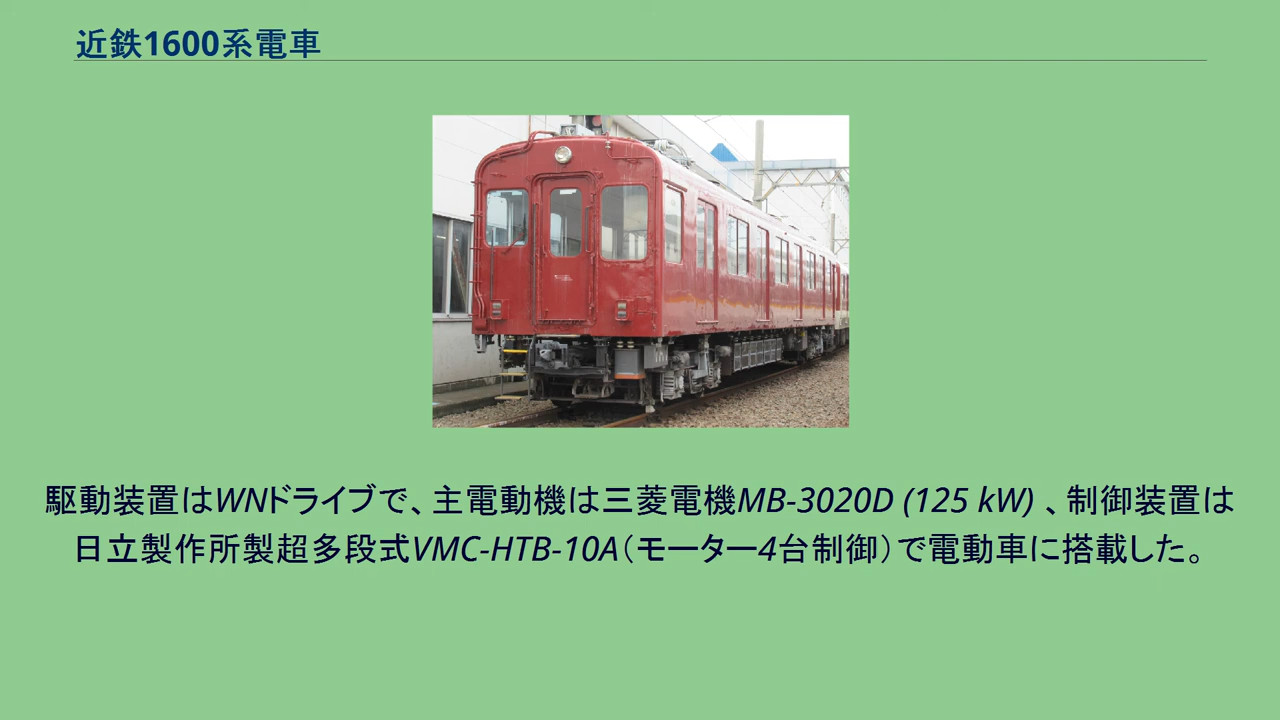 近鉄1600系電車
駆動装置はWNドライブで、主電動機は三菱電機MB-3020D (125 kW) 、制御装置は
日立製作所製超多段式VMC-HTB-10A（モーター4台制御）で電動車に搭載した。